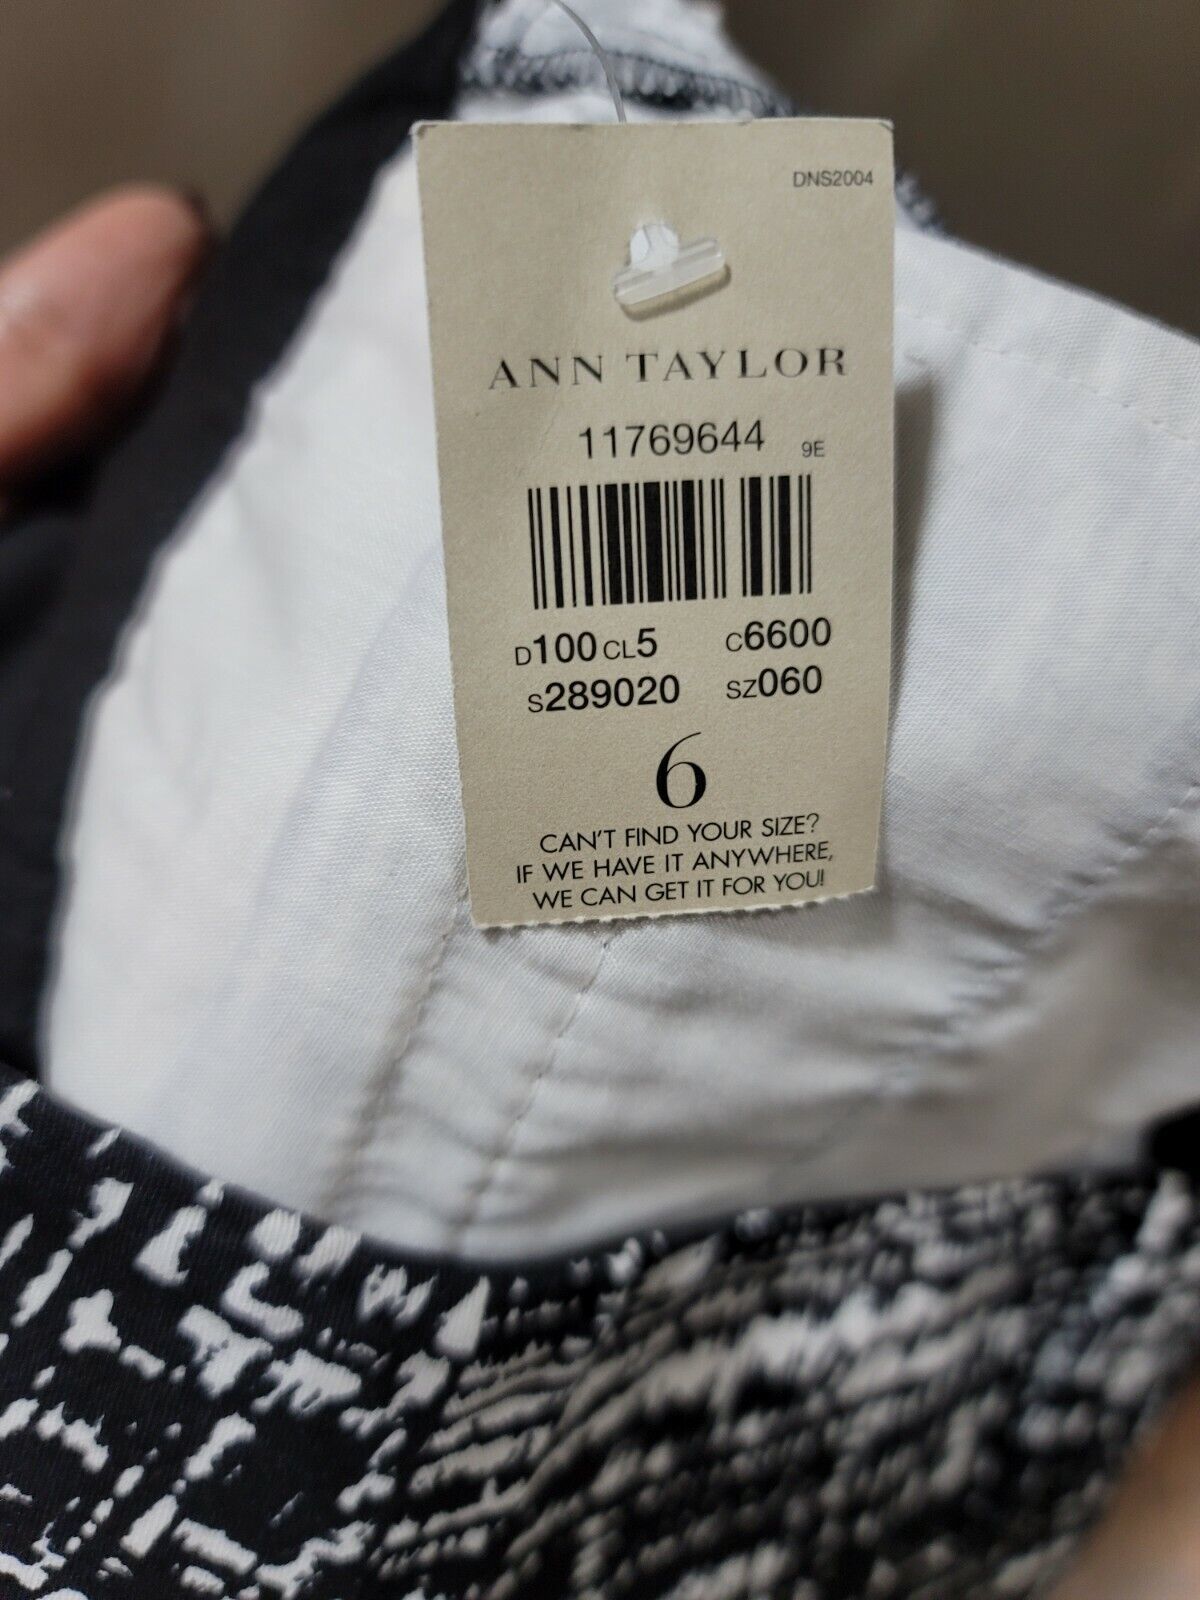 DNS2004
ANN TAYLOR
11769644 9E
D100 CL5 C6600
S289020 SZ060
6
CAN'T FIND YOUR SIZE?
IF WE HAVE IT ANYWHERE,
WE CAN GET IT FOR YOU!